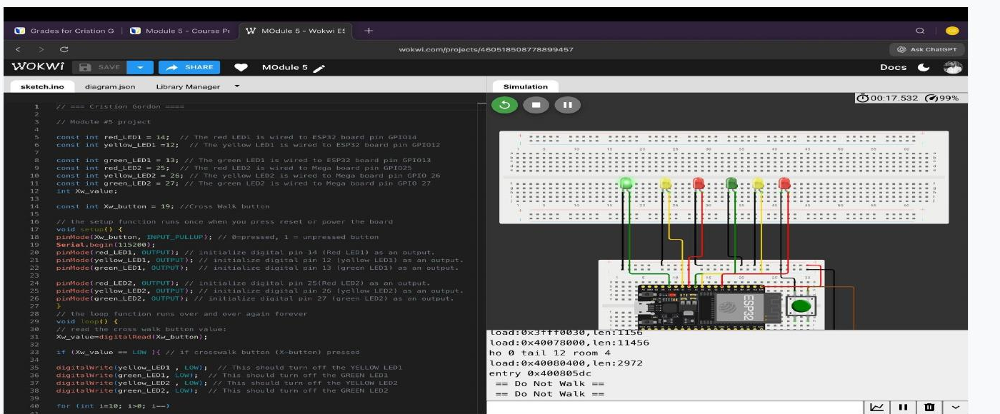 Grades for Cristion G
Module 5 - Course Pr
MOdule 5 - Wokwi ES
wokwi.com/projects/460518508778899457
Ask ChatGPT
WOKWi SAVE SHARE MOdule 5 Docs
sketch.ino diagram.json Library Manager
Simulation
00:17.532 99%
1 // === Cristion Gordon ====
2
3 // Module #5 project
4
5 const int red_LED1 = 14; // The red LED1 is wired to ESP32 board pin GPIO14
6 const int yellow_LED1 =12; // The yellow LED1 is wired to ESP32 board pin GPIO12
7
8 const int green_LED1 = 13; // The green LED1 is wired to ESP32 board pin GPIO13
9 const int red_LED2 = 25; // The red LED2 is wired to Mega board pin GPIO25
10 const int yellow_LED2 = 26; // The yellow LED2 is wired to Mega board pin GPIO 26
11 const int green_LED2 = 27; // The green LED2 is wired to Mega board pin GPIO 27
12 int Xw_value;
13
14 const int Xw_button = 19; //Cross Walk button
15
16 // the setup function runs once when you press reset or power the board
17 void setup() {
18 pinMode(Xw_button, INPUT_PULLUP); // 0=pressed, 1 = unpressed button
19 Serial.begin(115200);
20 pinMode(red_LED1, OUTPUT); // initialize digital pin 14 (Red LED1) as an output.
21 pinMode(yellow_LED1, OUTPUT); // initialize digital pin 12 (yellow LED1) as an output.
22 pinMode(green_LED1, OUTPUT); // initialize digital pin 13 (green LED1) as an output.
23
24 pinMode(red_LED2, OUTPUT); // initialize digital pin 25(Red LED2) as an output.
25 pinMode(yellow_LED2, OUTPUT); // initialize digital pin 26 (yellow LED2) as an output.
26 pinMode(green_LED2, OUTPUT); // initialize digital pin 27 (green LED2) as an output.
27 }
28 // the loop function runs over and over again forever
29 void loop() {
30 // read the cross walk button value:
31 Xw_value=digitalRead(Xw_button);
32
33 if (Xw_value == LOW ){ // if crosswalk button (X-button) pressed
34
35 digitalWrite(yellow_LED1 , LOW); // This should turn off the YELLOW LED1
36 digitalWrite(green_LED1, LOW); // This should turn off the GREEN LED1
37 digitalWrite(yellow_LED2 , LOW); // This should turn off the YELLOW LED2
38 digitalWrite(green_LED2, LOW); // This should turn off the GREEN LED2
39
40 for (int i=10; i>0; i--)
ESP32
load:0x3fff0030,len:1156
load:0x40078000,len:11456
ho 0 tail 12 room 4
load:0x40080400,len:2972
entry 0x400805dc
== Do Not Walk ==
== Do Not Walk ==